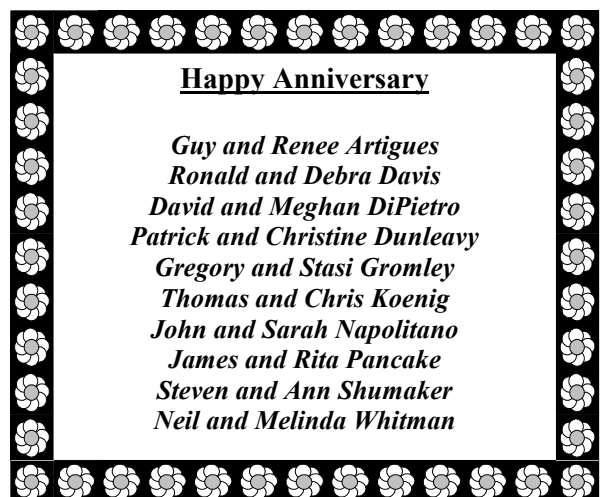 Happy Anniversary
Guy and Renee Artigues
Ronald and Debra Davis
David and Meghan DiPietro
Patrick and Christine Dunleavy
Gregory and Stasi Gromley
Thomas and Chris Koenig
John and Sarah Napolitano
James and Rita Pancake
Steven and Ann Shumaker
Neil and Melinda Whitman